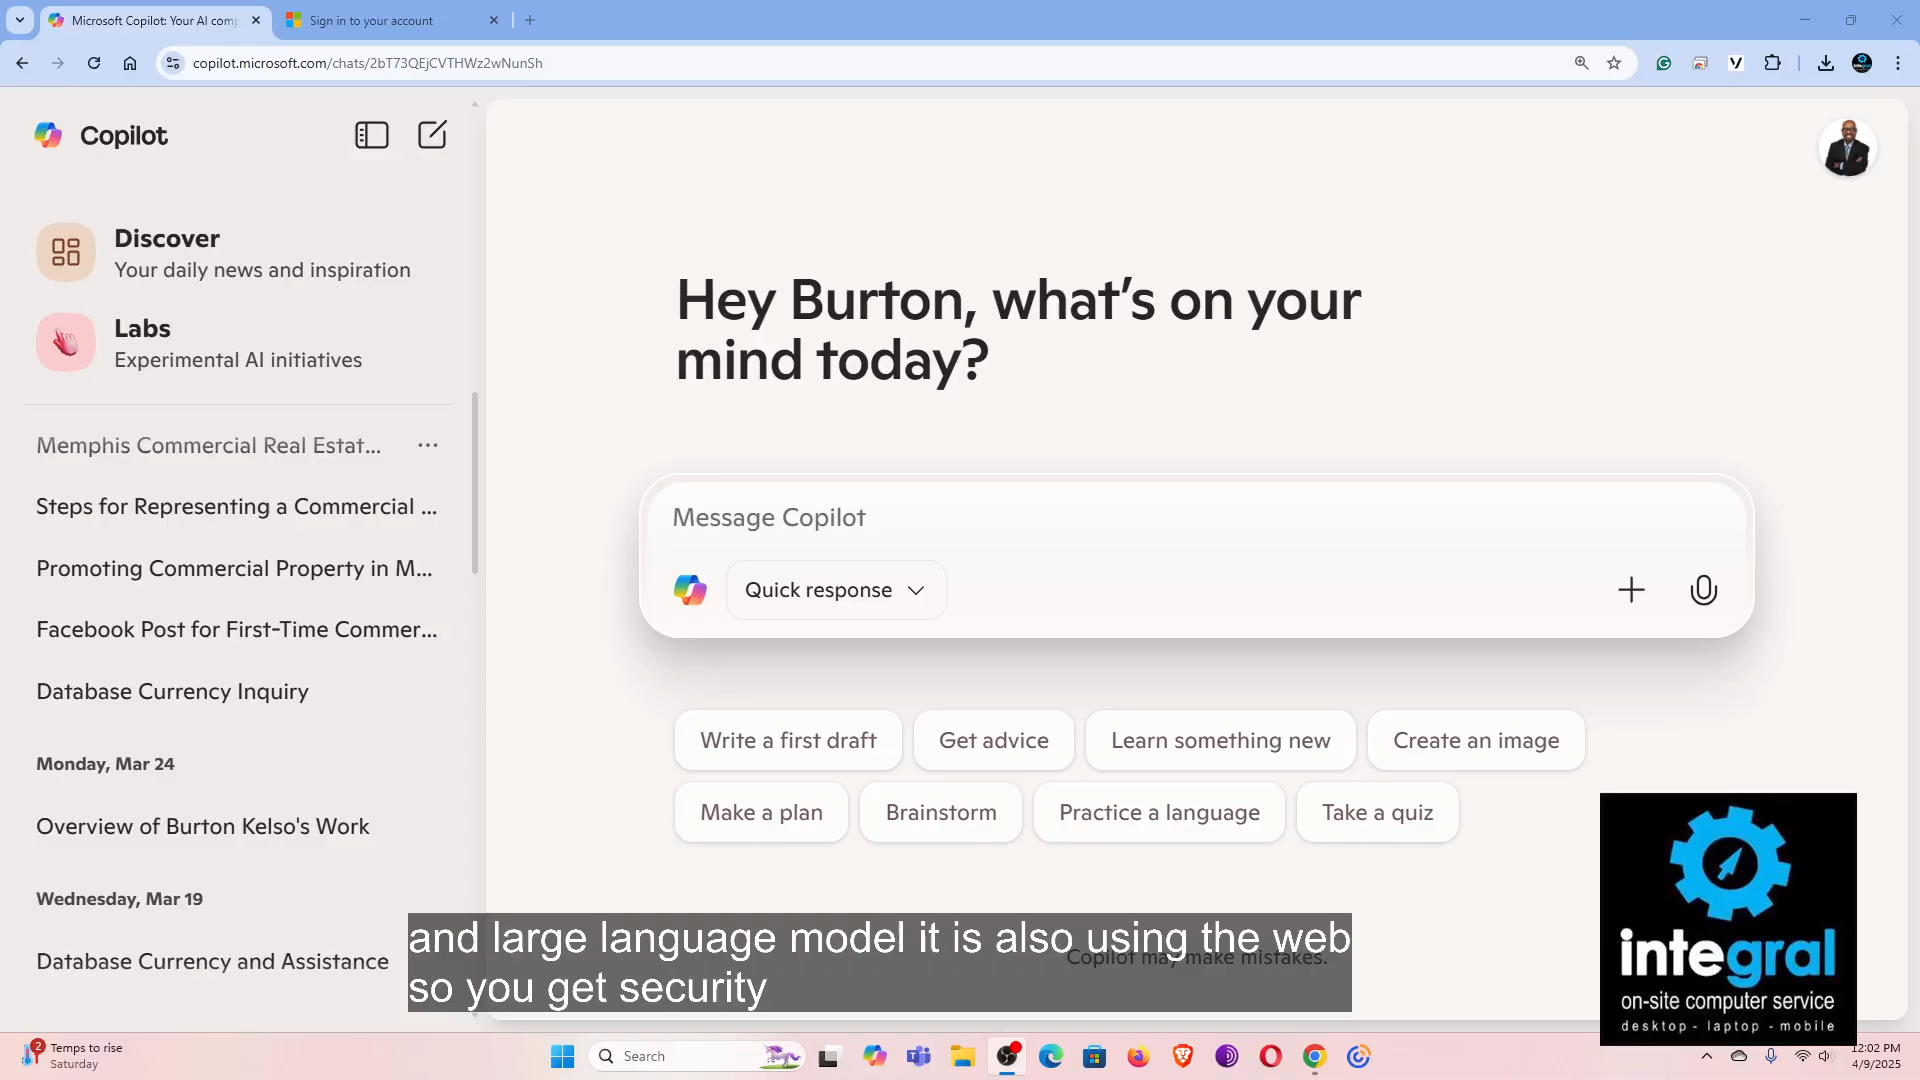 Microsoft Copilot: Your AI comp
Sign in to your account
copilot.microsoft.com/chats/2bT73QEjCVTHWz2wNunSh
Copilot
Discover
Your daily news and inspiration
Labs
Experimental AI initiatives
Memphis Commercial Real Estat...
Steps for Representing a Commercial ...
Promoting Commercial Property in M...
Facebook Post for First-Time Commer...
Database Currency Inquiry
Monday, Mar 24
Overview of Burton Kelso's Work
Wednesday, Mar 19
Database Currency and Assistance
Hey Burton, what's on your
mind today?
Message Copilot
Quick response
Write a first draft
Get advice
Learn something new
Create an image
Make a plan
Brainstorm
Practice a language
Take a quiz
Copilot may make mistakes.
and large language model it is also using the web
so you get security
integral
on-site computer service
desktop - laptop - mobile
2
Temps to rise
Saturday
Search
12:02 PM
4/9/2025